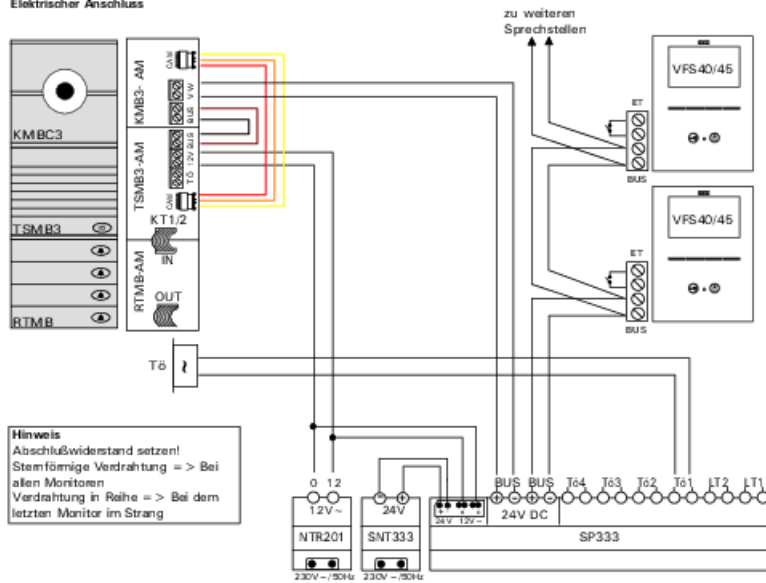 Elektrischer Anschluss
zu weiteren
Sprechstellen
KMBC3
TSMB3
RTMB
KMB3- AM
CAM
VW
BUS
TSMB3-AM
BUS
12V
TÖ
CAM
KT1/2
RTMB-AM
IN
OUT
VFS40/45
ET
BUS
VFS40/45
ET
BUS
Tö
~
Hinweis
Abschlußwiderstand setzen!
Sternförmige Verdrahtung => Bei
allen Monitoren
Verdrahtung in Reihe => Bei dem
letzten Monitor im Strang
0 12
12V~
NTR201
230V~/50Hz
- +
24V
SNT333
230V~/50Hz
+ -
24V 12V~
BUS BUS Tö4 Tö3 Tö2 Tö1 LT2 LT1
+ - + -
24V DC
SP333